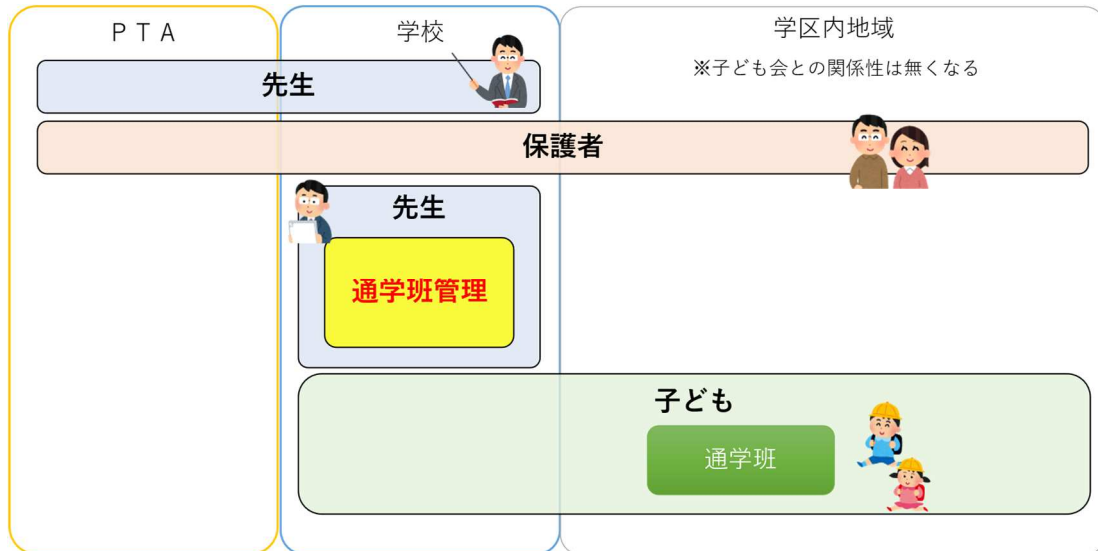 ＰＴＡ
学校
学区内地域
※子ども会との関係性は無くなる
先生
保護者
先生
通学班管理
子ども
通学班